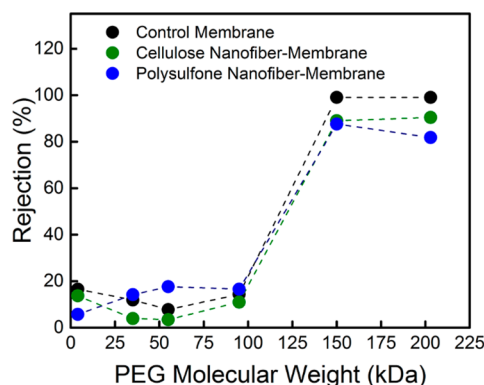 Control Membrane
Cellulose Nanofiber-Membrane
Polysulfone Nanofiber-Membrane
Rejection (%)
120
100
80
60
40
20
0
0 25 50 75 100 125 150 175 200 225
PEG Molecular Weight (kDa)